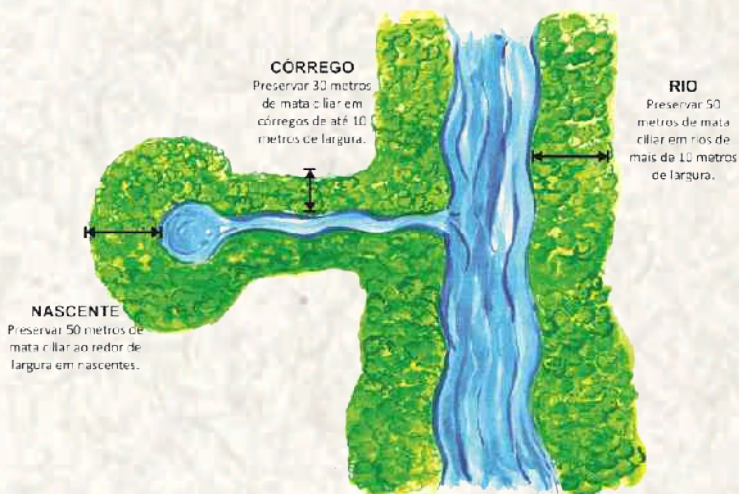 CÓRREGO
Preservar 30 metros
de mata ciliar em
córregos de até 10
metros de largura.
RIO
Preservar 50
metros de mata
ciliar em rios de
mais de 10 metros
de largura.
NASCENTE
Preservar 50 metros de
mata ciliar ao redor de
largura em nascentes.